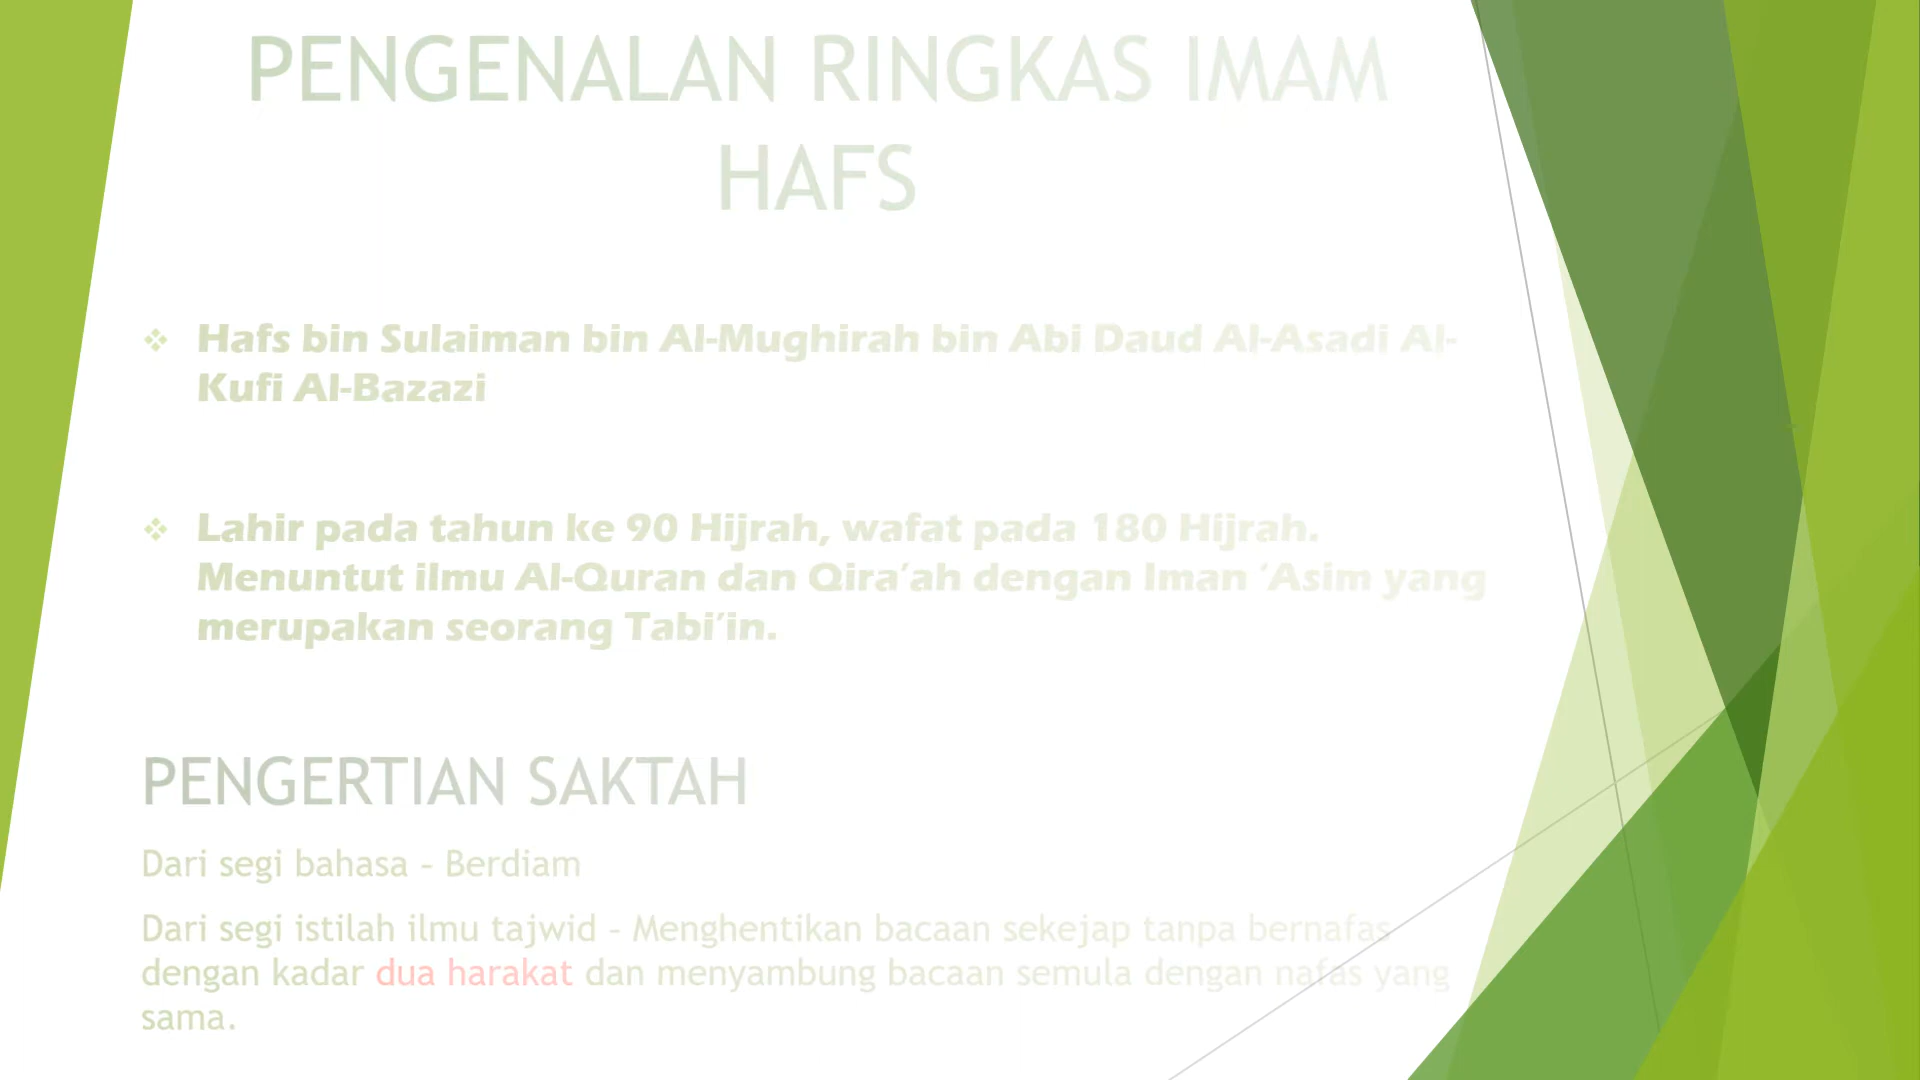 PENGENALAN RINGKAS IMAM
HAFS
Hafs bin Sulaiman bin Al-Mughirah bin Abi Daud Al-Asadi Al-
Kufi Al-Bazazi
Lahir pada tahun ke 90 Hijrah, wafat pada 180 Hijrah.
Menuntut ilmu Al-Quran dan Qira’ah dengan Iman ‘Asim yang
merupakan seorang Tabi’in.
PENGERTIAN SAKTAH
Dari segi bahasa – Berdiam
Dari segi istilah ilmu tajwid – Menghentikan bacaan sekejap tanpa bernafas
dengan kadar dua harakat dan menyambung bacaan semula dengan nafas yang
sama.